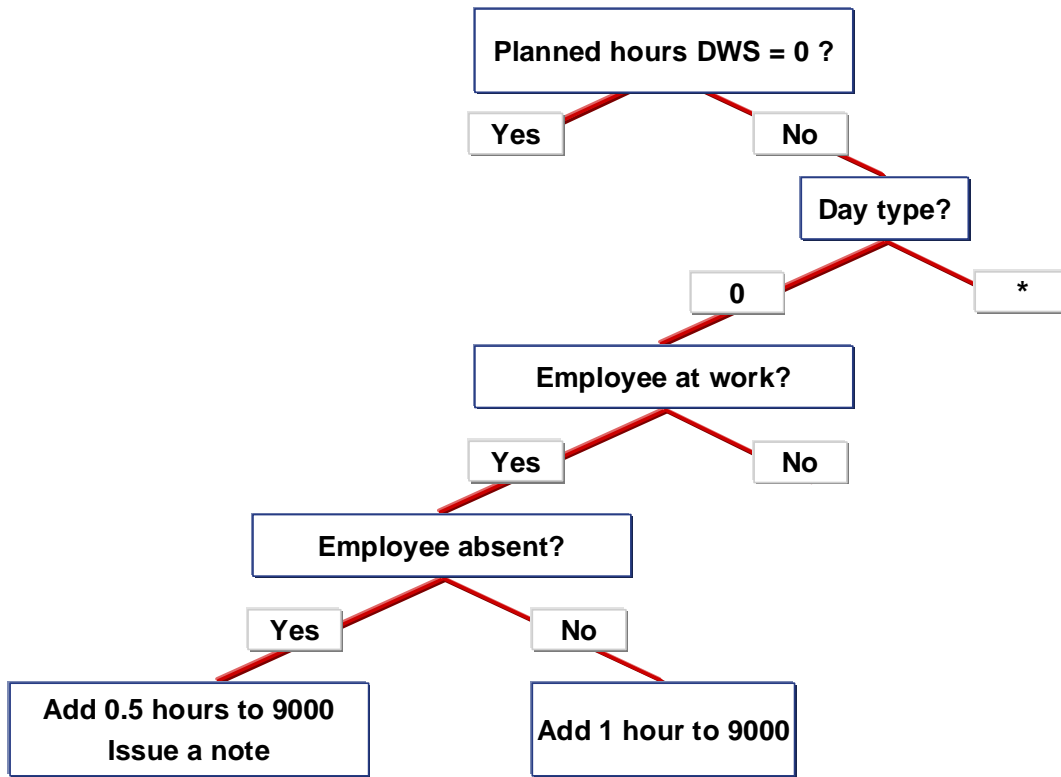 Planned hours DWS = 0 ?
Yes
No
Day type?
0
*
Employee at work?
Yes
No
Employee absent?
Yes
No
Add 0.5 hours to 9000
Issue a note
Add 1 hour to 9000